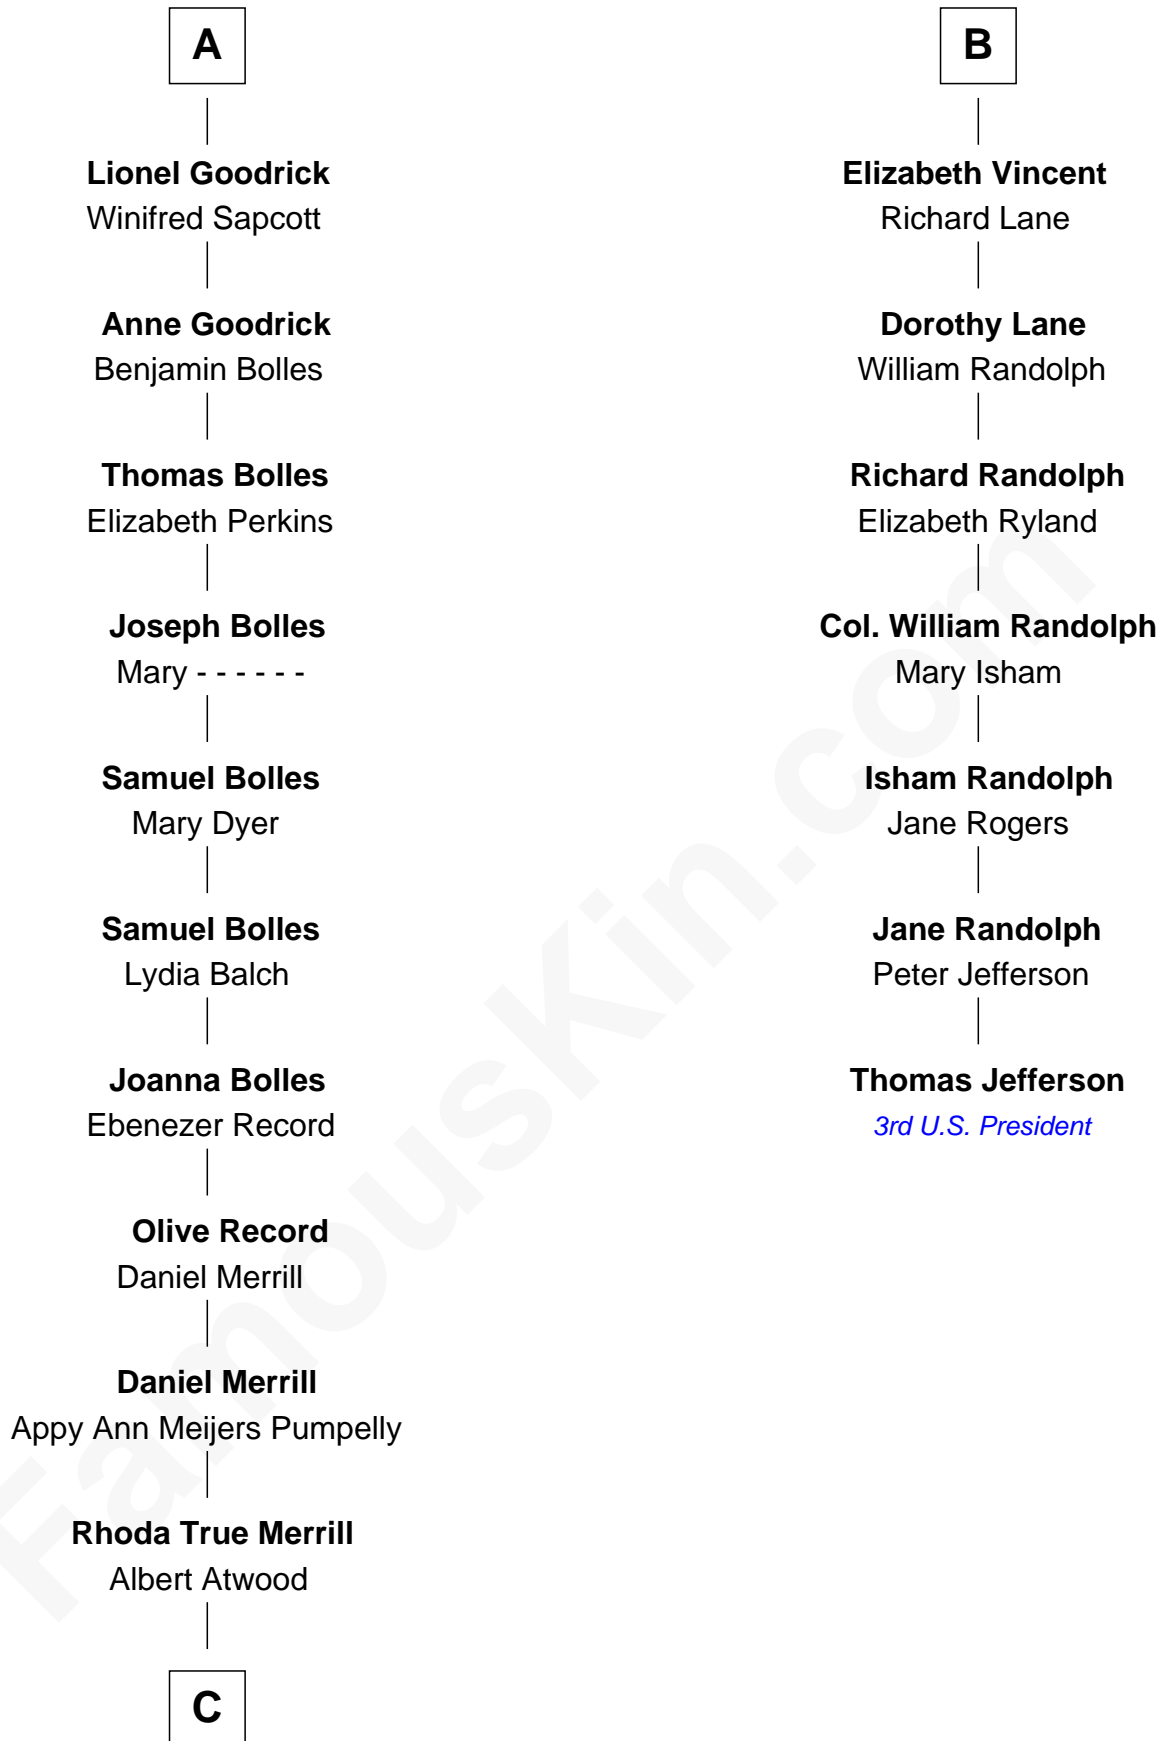 A
Lionel Goodrick
Winifred Sapcott
Anne Goodrick
Benjamin Bolles
Thomas Bolles
Elizabeth Perkins
Joseph Bolles
Mary - - - - - -
Samuel Bolles
Mary Dyer
Samuel Bolles
Lydia Balch
Joanna Bolles
Ebenezer Record
Olive Record
Daniel Merrill
Daniel Merrill
Appy Ann Meijers Pumpelly
Rhoda True Merrill
Albert Atwood
C
B
Elizabeth Vincent
Richard Lane
Dorothy Lane
William Randolph
Richard Randolph
Elizabeth Ryland
Col. William Randolph
Mary Isham
Isham Randolph
Jane Rogers
Jane Randolph
Peter Jefferson
Thomas Jefferson
3rd U.S. President
FamousKin.com